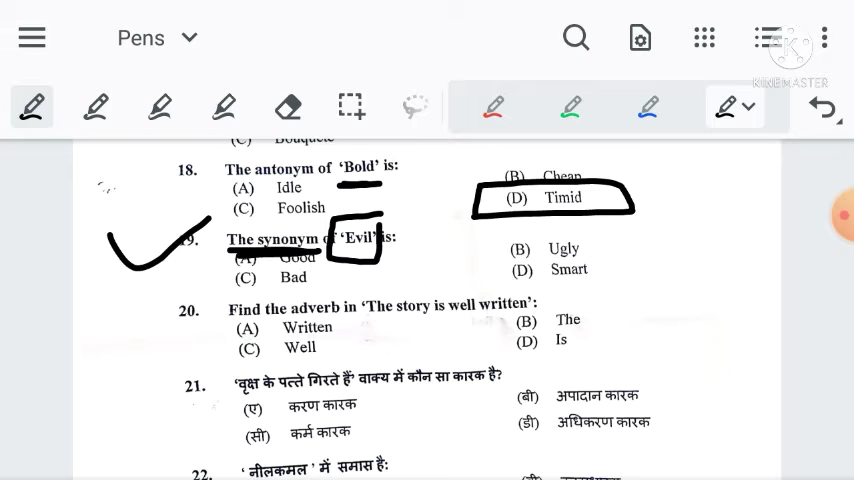 Pens
KINEMASTER
18. The antonym of 'Bold' is:
(A) Idle (B) Cheap
(C) Foolish (D) Timid
19. The synonym of 'Evil' is:
(A) Good (B) Ugly
(C) Bad (D) Smart
20. Find the adverb in 'The story is well written':
(A) Written (B) The
(C) Well (D) Is
21. 'वृक्ष के पत्ते गिरते हैं' वाक्य में कौन सा कारक है?
(ए) करण कारक (बी) अपादान कारक
(सी) कर्म कारक (डी) अधिकरण कारक
22. ' नीलकमल ' में समास है: